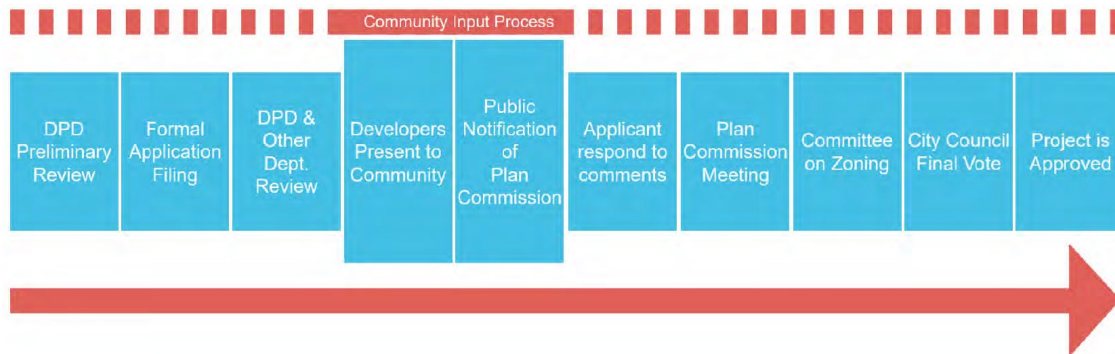 Community Input Process
DPD
Preliminary
Review
Formal
Application
Filing
DPD &
Other
Dept.
Review
Developers
Present to
Community
Public
Notification
of
Plan
Commission
Applicant
respond to
comments
Plan
Commission
Meeting
Committee
on Zoning
City Council
Final Vote
Project is
Approved